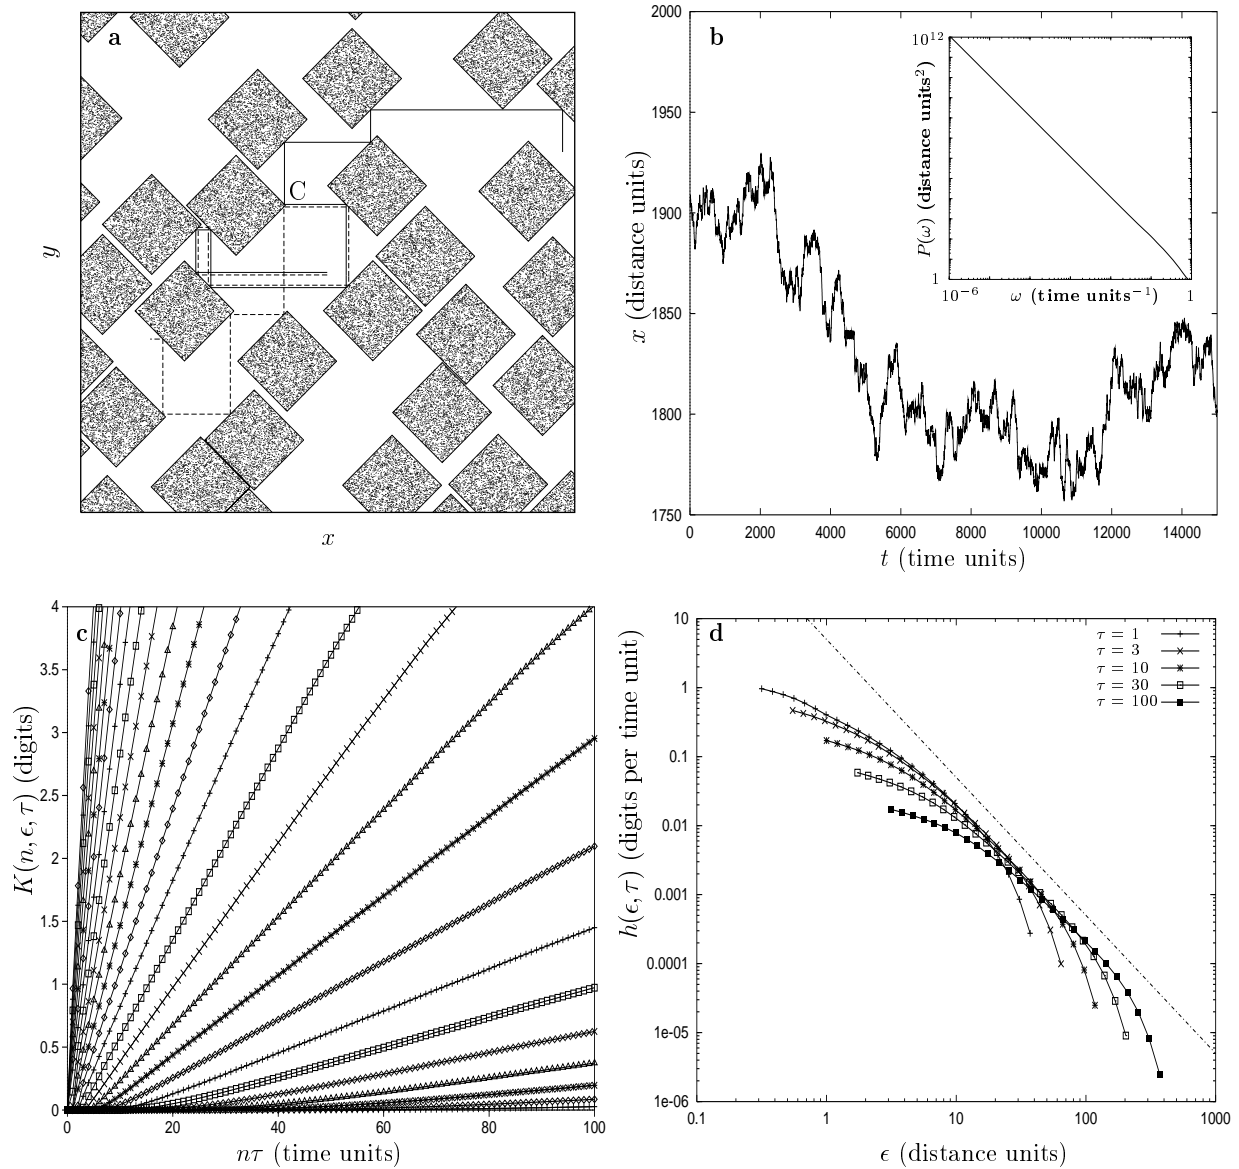 a
C
y
x
b
2000
1950
1900
1850
1800
1750
x (distance units)
0 2000 4000 6000 8000 10000 12000 14000
t (time units)
10^12
1
P(ω) (distance units^2)
10^-6 1
ω (time units^-1)
c
4
3.5
3
2.5
2
1.5
1
0.5
0
K(n, ϵ, τ) (digits)
0 20 40 60 80 100
nτ (time units)
d
10
1
0.1
0.01
0.001
0.0001
1e-05
1e-06
h(ϵ, τ) (digits per time unit)
τ = 1
τ = 3
τ = 10
τ = 30
τ = 100
0.1 1 10 100 1000
ϵ (distance units)